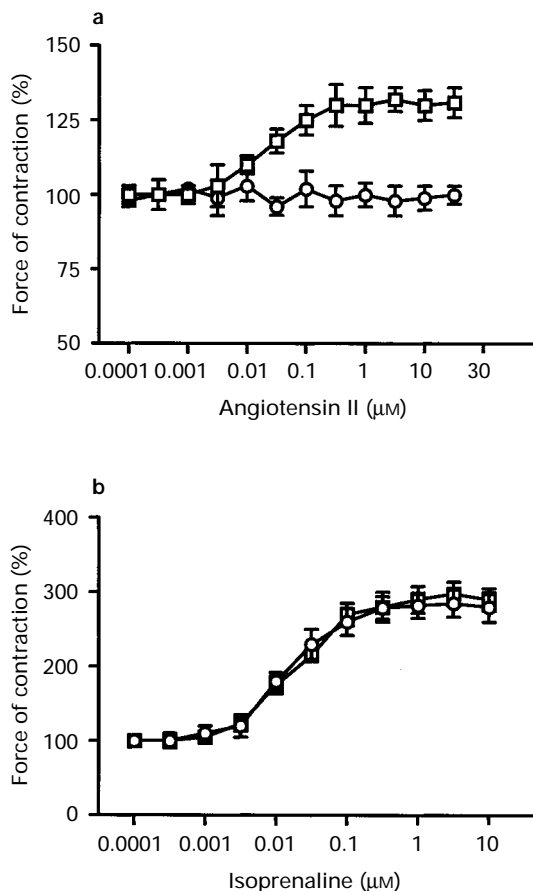 a
Force of contraction (%)
125
100
75
50
0.0001 0.001 0.01 0.1 1 10 30
Angiotensin II (μM)
b
Force of contraction (%)
400
300
200
100
0
0.0001 0.001 0.01 0.1 1 10
Isoprenaline (μM)